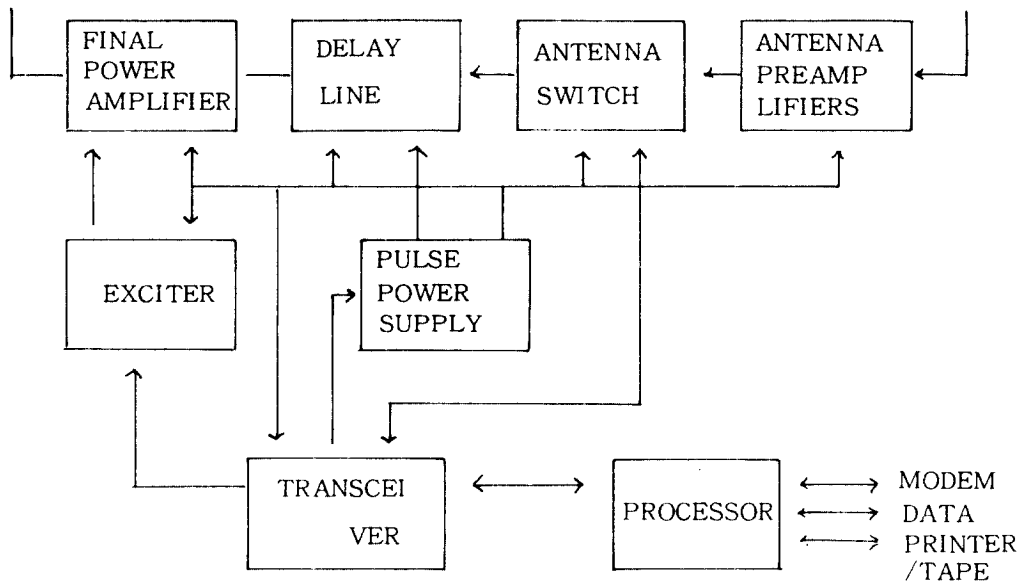 FINAL
POWER
AMPLIFIER
DELAY
LINE
ANTENNA
SWITCH
ANTENNA
PREAMP
LIFIERS
EXCITER
PULSE
POWER
SUPPLY
TRANSCEI
VER
PROCESSOR
MODEM
DATA
PRINTER
/TAPE